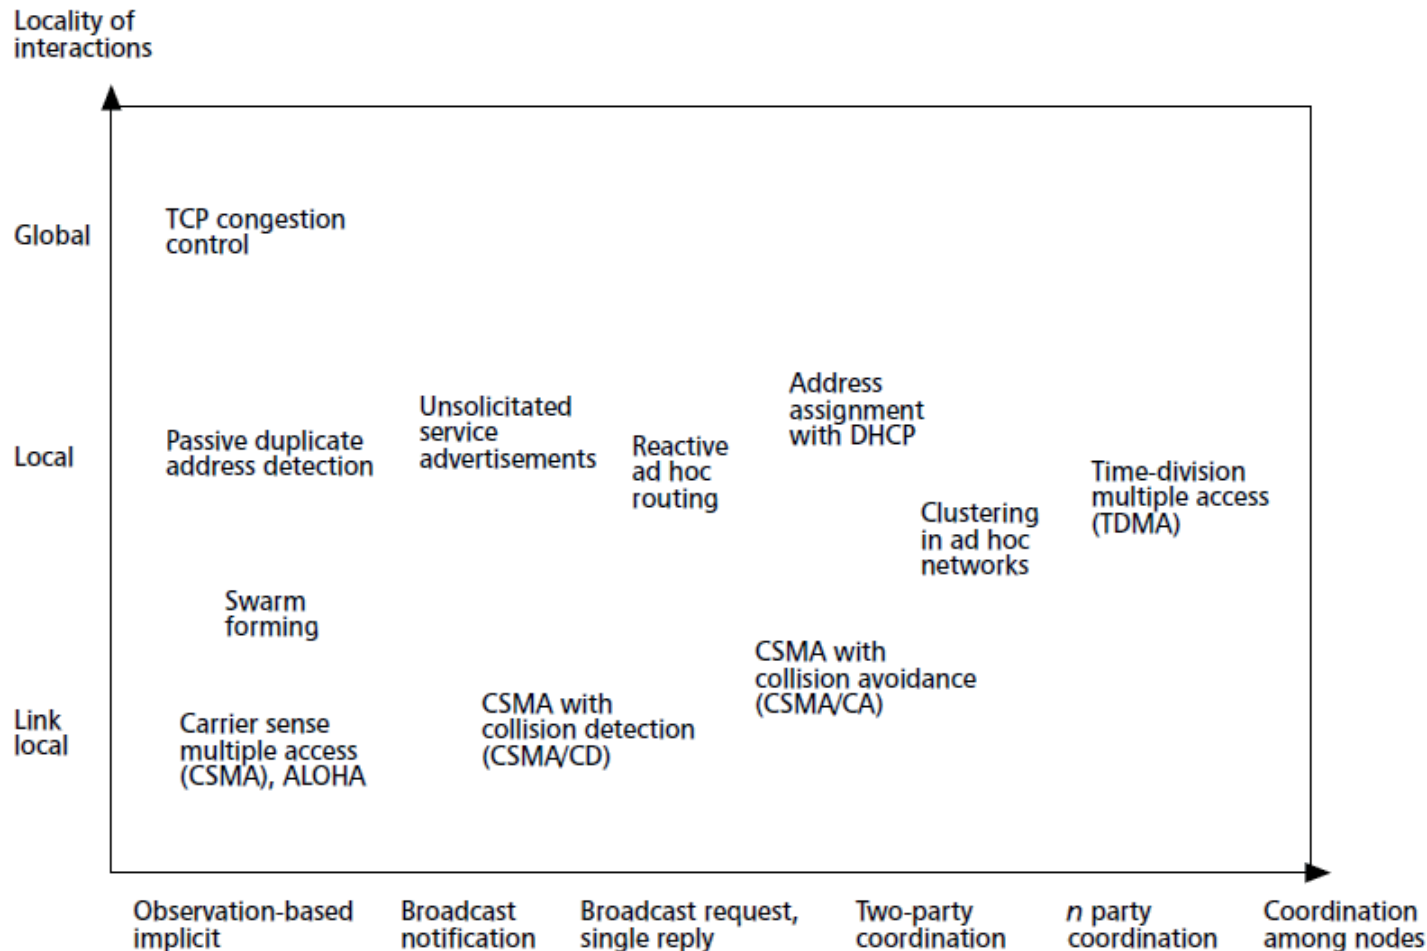 Locality of
interactions
Global
TCP congestion
control
Local
Passive duplicate
address detection
Unsolicitated
service
advertisements
Reactive
ad hoc
routing
Address
assignment
with DHCP
Clustering
in ad hoc
networks
Time-division
multiple access
(TDMA)
Swarm
forming
Link
local
Carrier sense
multiple access
(CSMA), ALOHA
CSMA with
collision detection
(CSMA/CD)
CSMA with
collision avoidance
(CSMA/CA)
Observation-based
implicit
Broadcast
notification
Broadcast request,
single reply
Two-party
coordination
n party
coordination
Coordination
among nodes